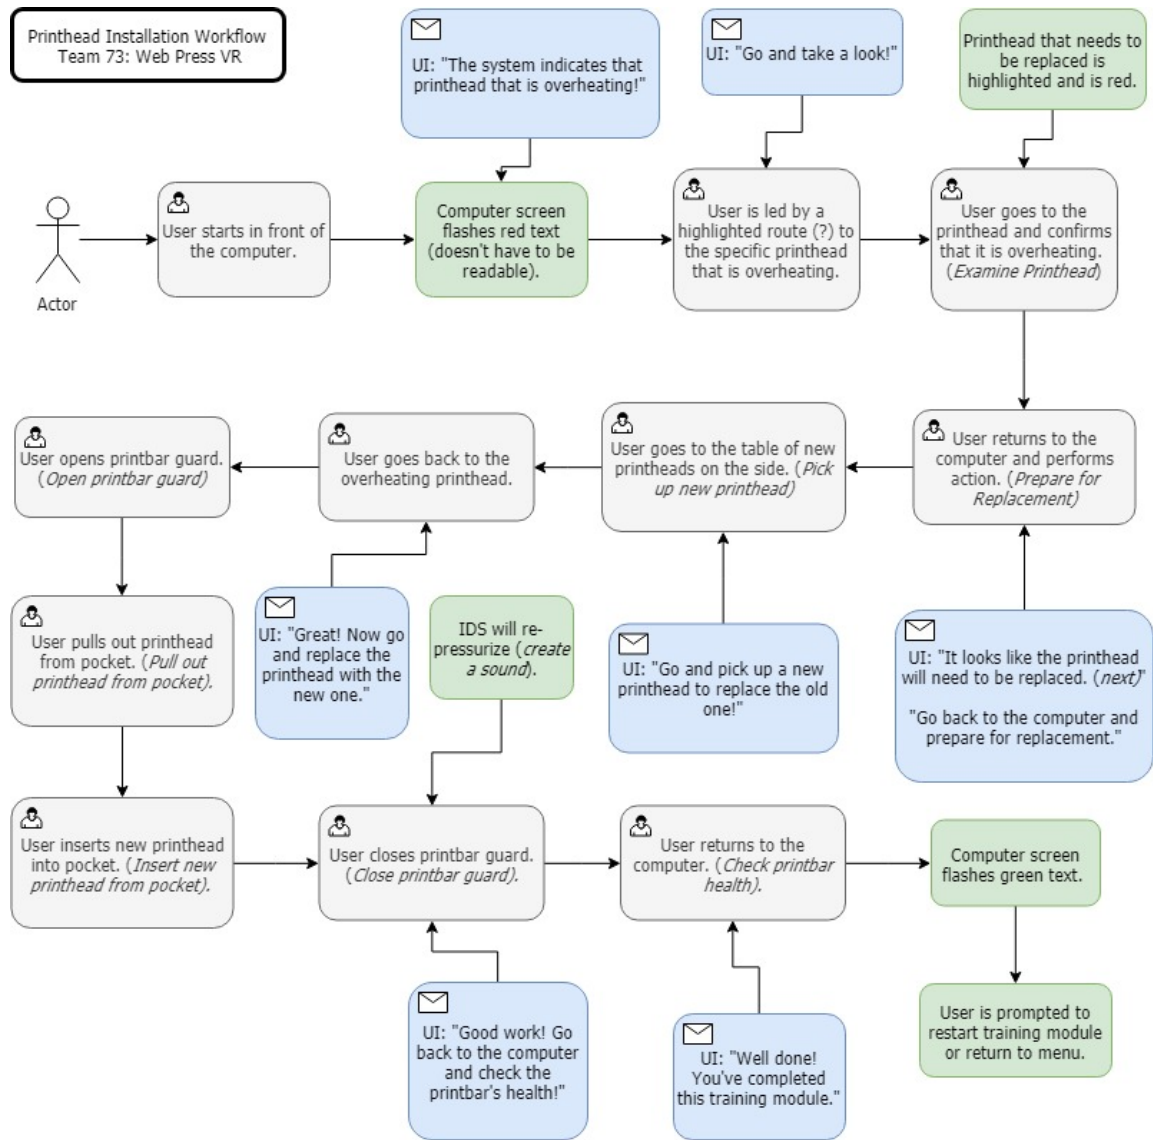 Printhead Installation Workflow
Team 73: Web Press VR
UI: "The system indicates that
printhead that is overheating!"
UI: "Go and take a look!"
Printhead that needs to
be replaced is
highlighted and is red.
Actor
User starts in front of
the computer.
Computer screen
flashes red text
(doesn't have to be
readable).
User is led by a
highlighted route (?) to
the specific printhead
that is overheating.
User goes to the
printhead and confirms
that it is overheating.
(Examine Printhead)
User opens printbar guard.
(Open printbar guard)
User goes back to the
overheating printhead.
User goes to the table of new
printheads on the side. (Pick
up new printhead)
User returns to the
computer and performs
action. (Prepare for
Replacement)
User pulls out printhead
from pocket. (Pull out
printhead from pocket).
UI: "Great! Now go
and replace the
printhead with the
new one."
IDS will re-
pressurize (create
a sound).
UI: "Go and pick up a new
printhead to replace the old
one!"
UI: "It looks like the printhead
will need to be replaced. (next)"
"Go back to the computer and
prepare for replacement."
User inserts new printhead
into pocket. (Insert new
printhead from pocket).
User closes printbar guard.
(Close printbar guard).
User returns to the
computer. (Check printbar
health).
Computer screen
flashes green text.
UI: "Good work! Go
back to the computer
and check the
printbar's health!"
UI: "Well done!
You've completed
this training module."
User is prompted to
restart training module
or return to menu.